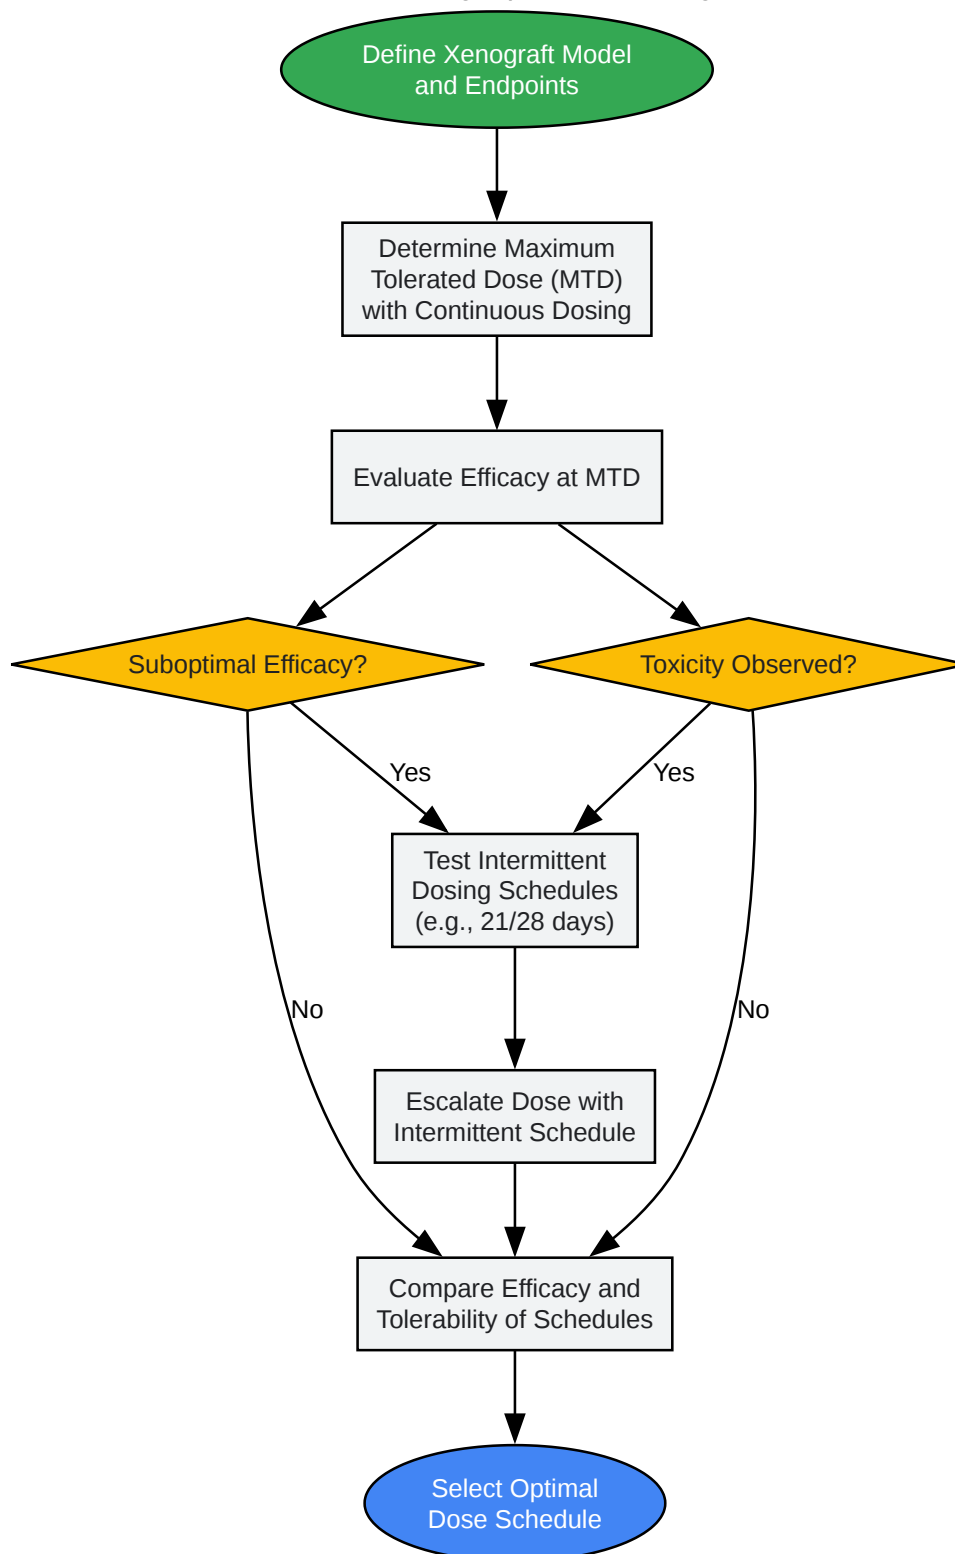 Define Xenograft Model
and Endpoints
Determine Maximum
Tolerated Dose (MTD)
with Continuous Dosing
Evaluate Efficacy at MTD
Suboptimal Efficacy?
Toxicity Observed?
Yes
Yes
Test Intermittent
Dosing Schedules
(e.g., 21/28 days)
No
No
Escalate Dose with
Intermittent Schedule
Compare Efficacy and
Tolerability of Schedules
Select Optimal
Dose Schedule